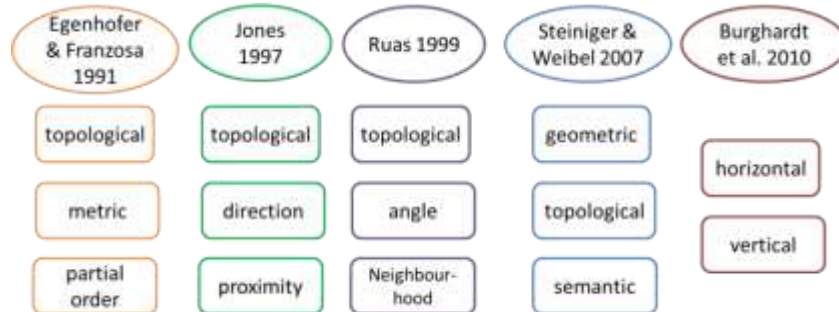 Egenhofer
& Franzosa
1991
Jones
1997
Ruas 1999
Steiniger &
Weibel 2007
Burghardt
et al. 2010
topological
topological
topological
geometric
horizontal
metric
direction
angle
topological
vertical
partial
order
proximity
Neighbour-
hood
semantic